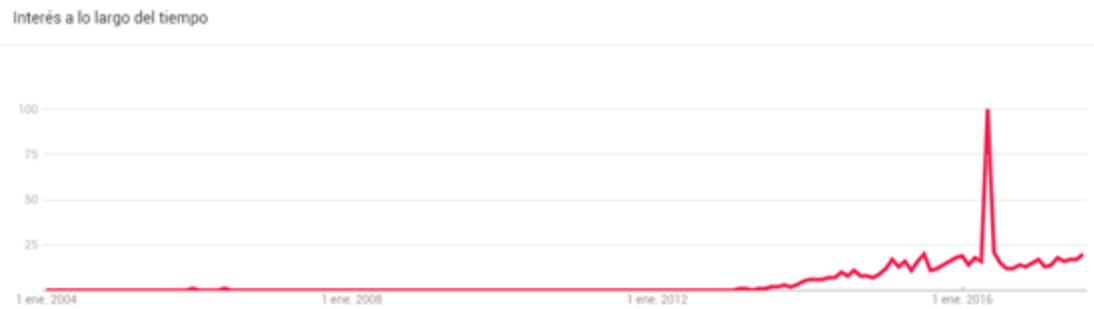 Interés a lo largo del tiempo
100
75
50
25
1 ene. 2004 1 ene. 2008 1 ene. 2012 1 ene. 2016